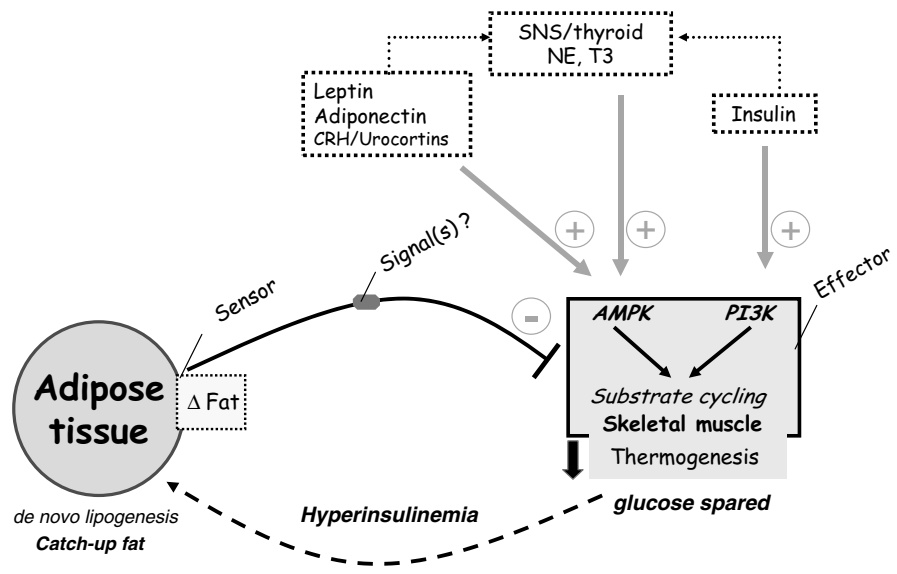 SNS/thyroid
NE, T3
Leptin
Adiponectin
CRH/Urocortins
Insulin
+
+
+
Signal(s)?
Sensor
Effector
-
AMPK
PI3K
Adipose
tissue
Δ Fat
Substrate cycling
Skeletal muscle
Thermogenesis
glucose spared
Hyperinsulinemia
de novo lipogenesis
Catch-up fat